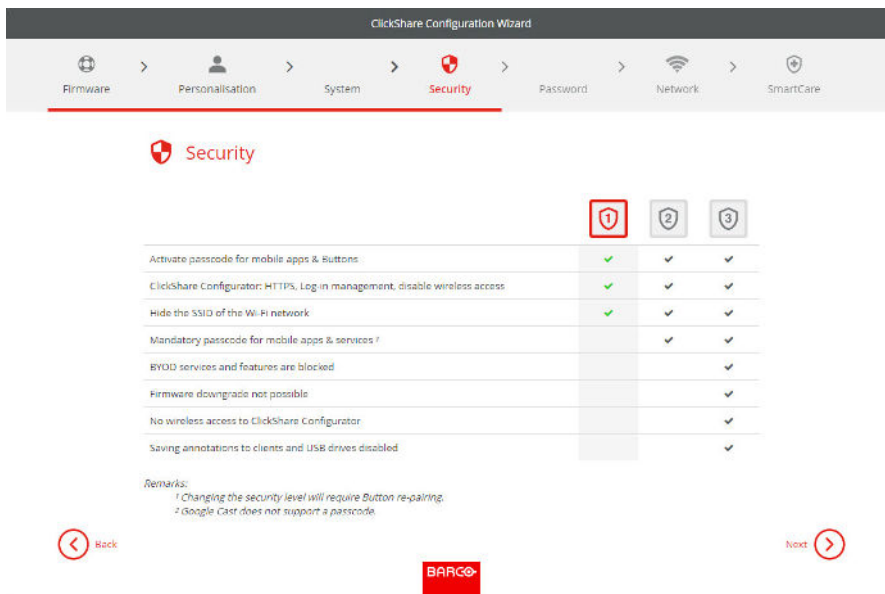 ClickShare Configuration Wizard
Firmware > Personalisation > System > Security > Password > Network > SmartCare
Security
1 2 3
Activate passcode for mobile apps & Buttons
ClickShare Configurator: HTTPS, Log-in management, disable wireless access
Hide the SSID of the Wi-Fi network
Mandatory passcode for mobile apps & services ²
BYOD services and features are blocked
Firmware downgrade not possible
No wireless access to ClickShare Configurator
Saving annotations to clients and USB drives disabled
Remarks:
¹ Changing the security level will require Button re-pairing.
² Google Cast does not support a passcode.
Back Next
BARCO